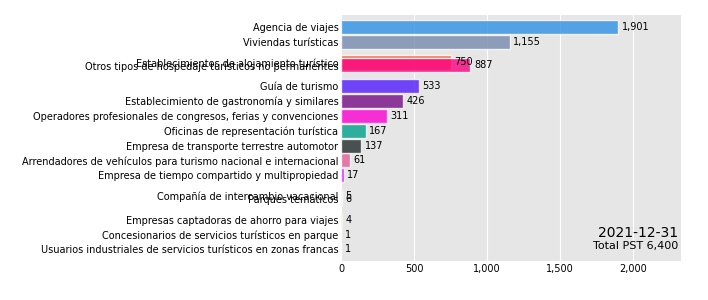 Agencia de viajes 1,901
Viviendas turísticas 1,155
Establecimientos de alojamiento turístico 750
Otros tipos de hospedaje turísticos no permanentes 887
Guía de turismo 533
Establecimiento de gastronomía y similares 426
Operadores profesionales de congresos, ferias y convenciones 311
Oficinas de representación turística 167
Empresa de transporte terrestre automotor 137
Arrendadores de vehículos para turismo nacional e internacional 61
Empresa de tiempo compartido y multipropiedad 17
Compañía de intercambio vacacional 5
Parques temáticos 6
Empresas captadoras de ahorro para viajes 4
Concesionarios de servicios turísticos en parque 1
Usuarios industriales de servicios turísticos en zonas francas 1
2021-12-31
Total PST 6,400
0 500 1,000 1,500 2,000